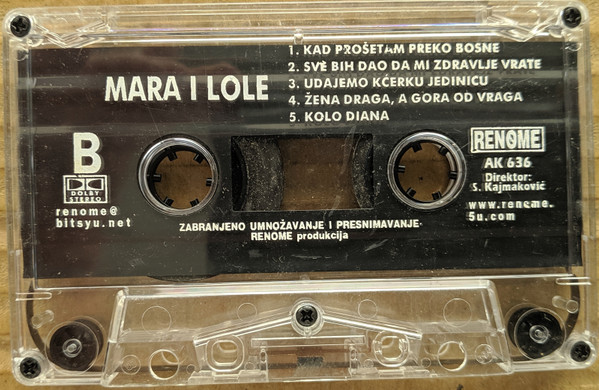 1. KAD PROŠETAM PREKO BOSNE
2. SVE BIH DAO DA MI ZDRAVLJE VRATE
3. UDAJEMO KĆERKU JEDINICU
4. ŽENA DRAGA, A GORA OD VRAGA
5. KOLO DIANA
MARA I LOLE
B
DOLBY
STEREO
renome@
bitsyu.net
RENOME
AK 636
Direktor:
S. Kajmaković
www.renome.
5u.com
ZABRANJENO UMNOŽAVANJE I PRESNIMAVANJE-
RENOME produkcija